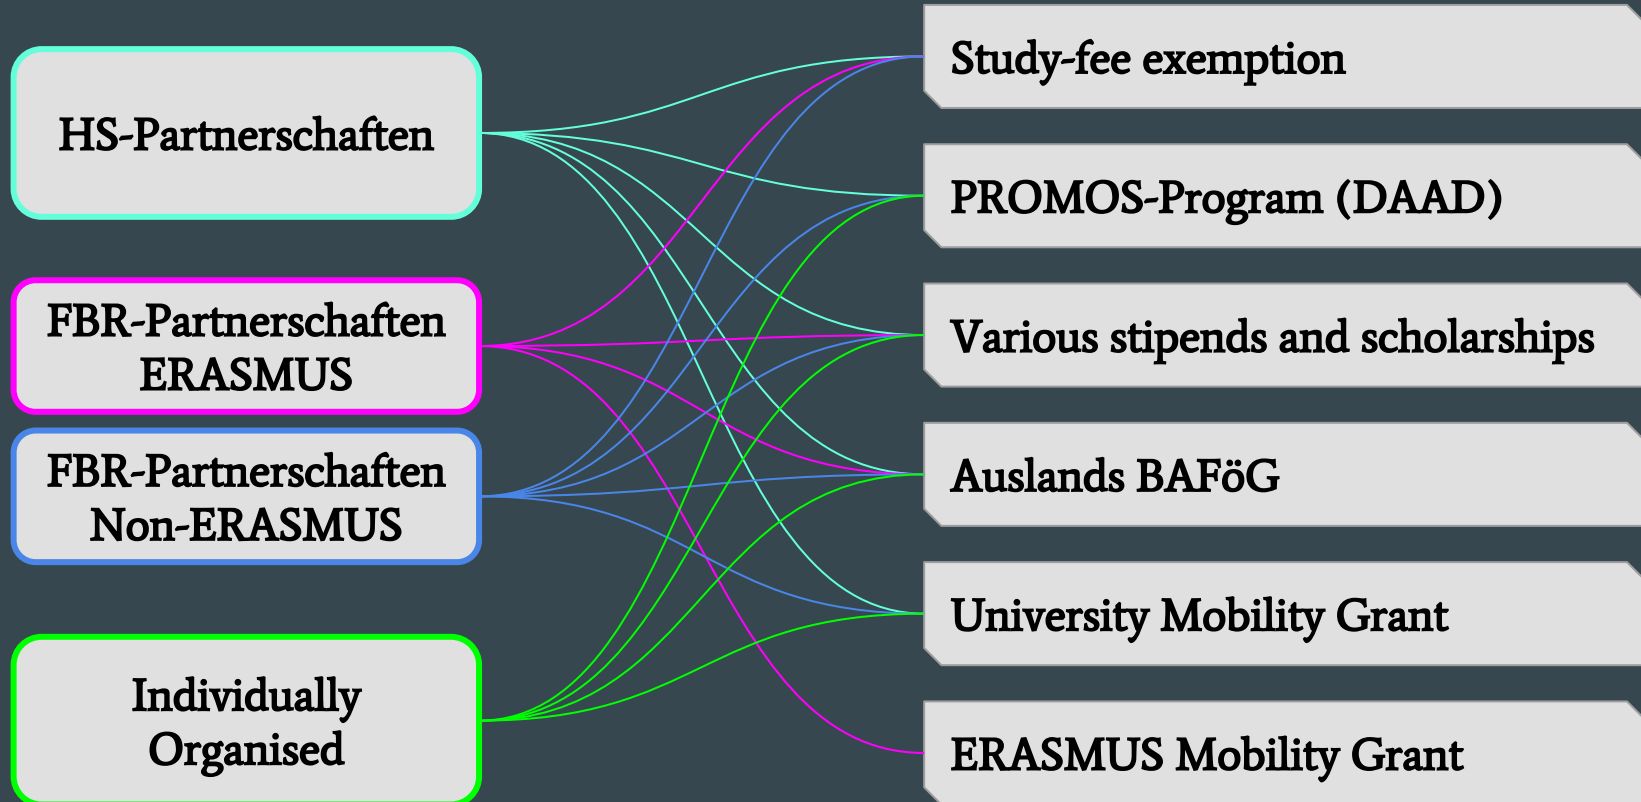 HS-Partnerschaften
FBR-Partnerschaften
ERASMUS
FBR-Partnerschaften
Non-ERASMUS
Individually
Organised
Study-fee exemption
PROMOS-Program (DAAD)
Various stipends and scholarships
Auslands BAFöG
University Mobility Grant
ERASMUS Mobility Grant